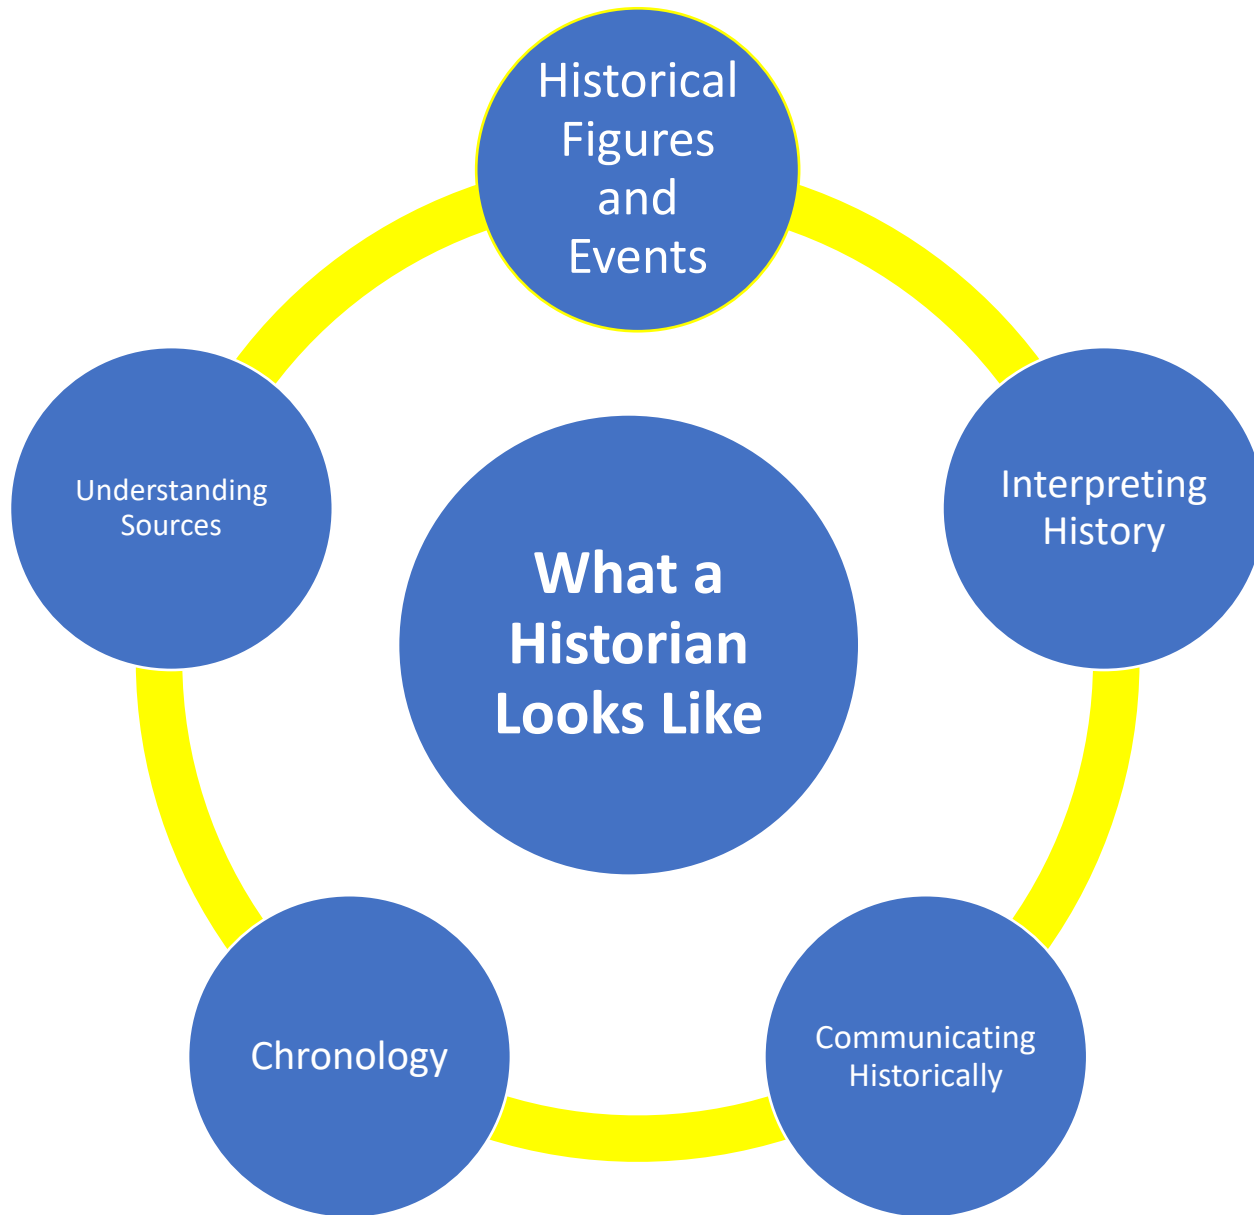 Historical
Figures
and
Events
Interpreting
History
Communicating
Historically
Chronology
Understanding
Sources
What a
Historian
Looks Like